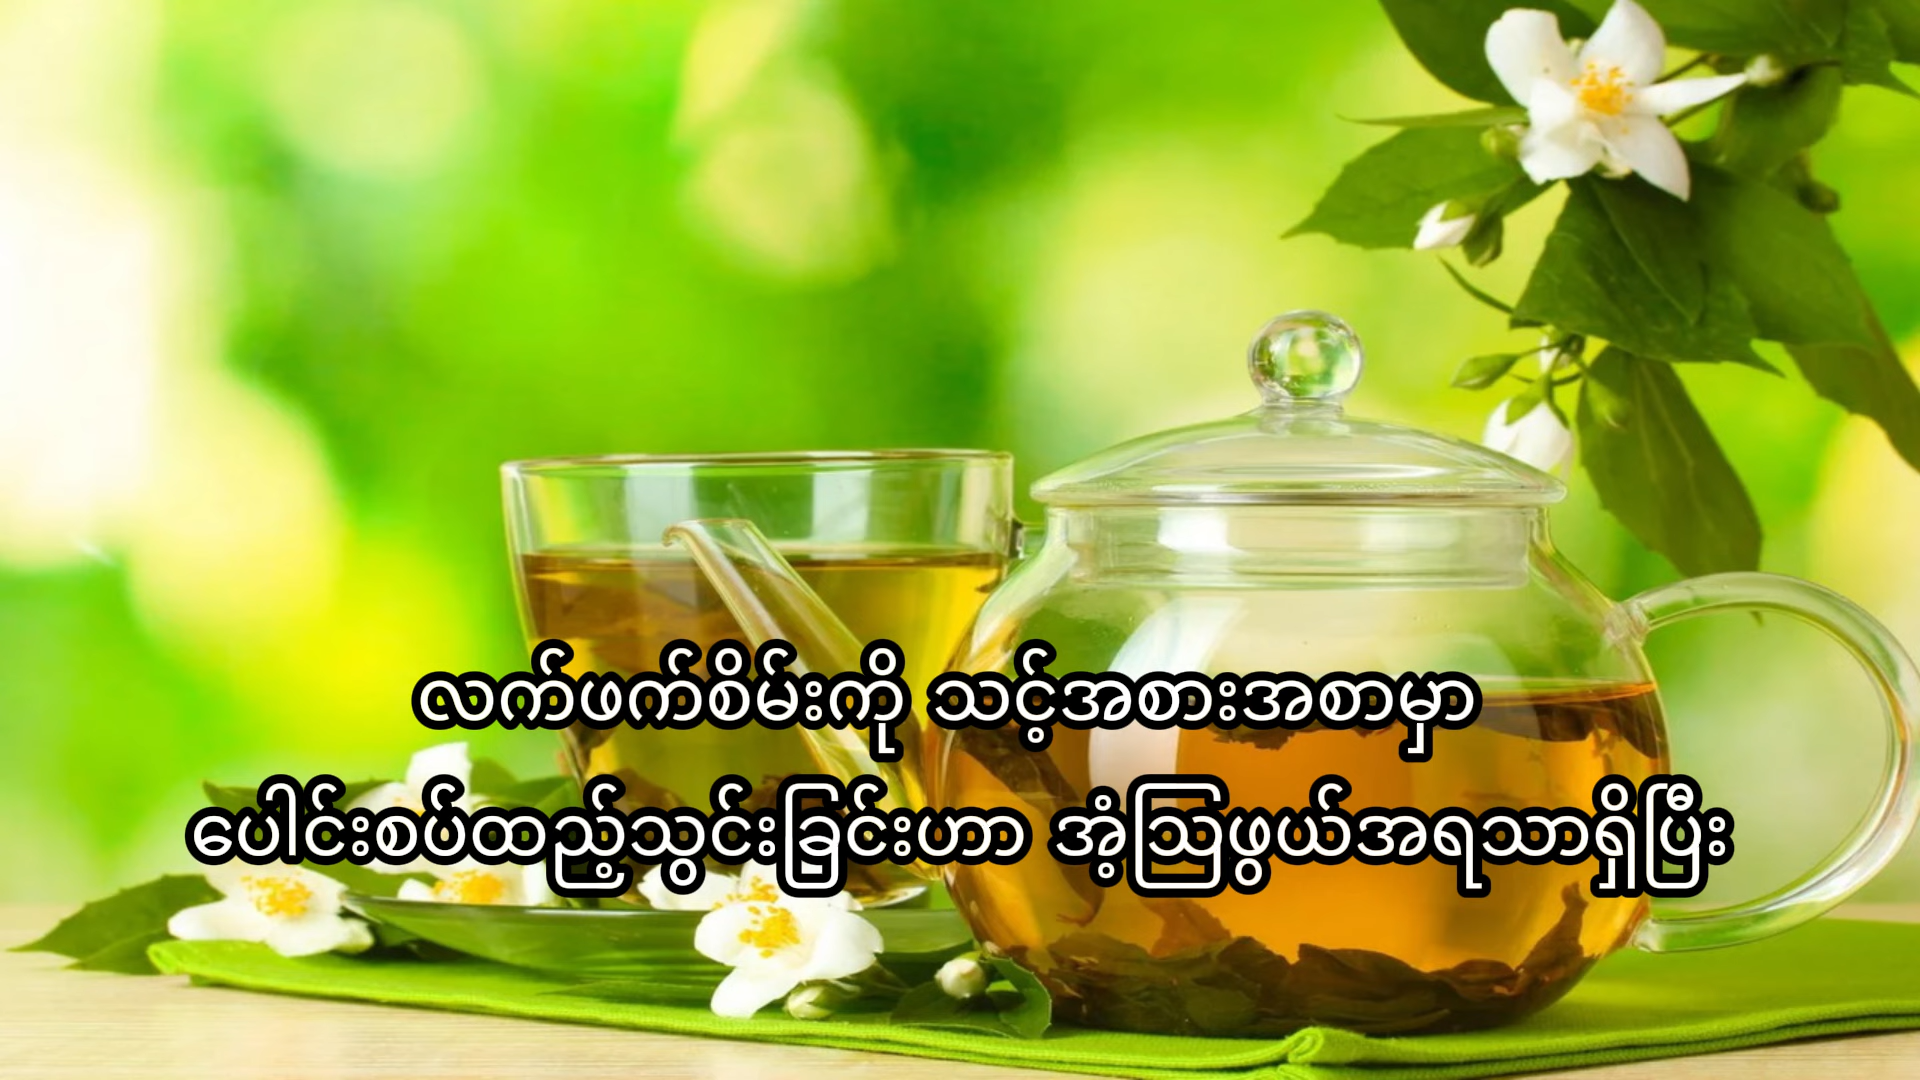 လက်ဖက်စိမ်းကို သင့်အစားအစာမှာ
ပေါင်းစပ်ထည့်သွင်းခြင်းဟာ အံ့ဩဖွယ်အရသာရှိပြီး